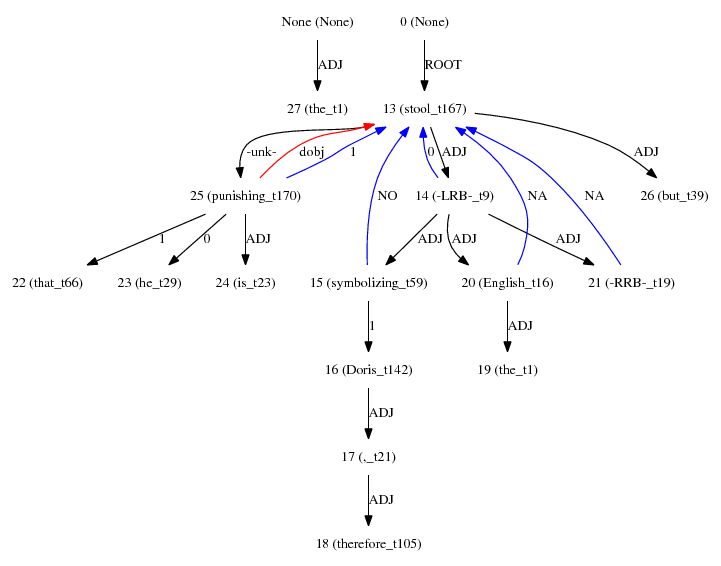 None (None) 0 (None)
ADJ ROOT
27 (the_t1) 13 (stool_t167)
-unk- dobj 1 NO 0 ADJ NA NA ADJ
25 (punishing_t170) 14 (-LRB-_t9) 26 (but_t39)
1 0 ADJ ADJ ADJ ADJ
22 (that_t66) 23 (he_t29) 24 (is_t23) 15 (symbolizing_t59) 20 (English_t16) 21 (-RRB-_t19)
1 ADJ
16 (Doris_t142) 19 (the_t1)
ADJ
17 (,_t21)
ADJ
18 (therefore_t105)